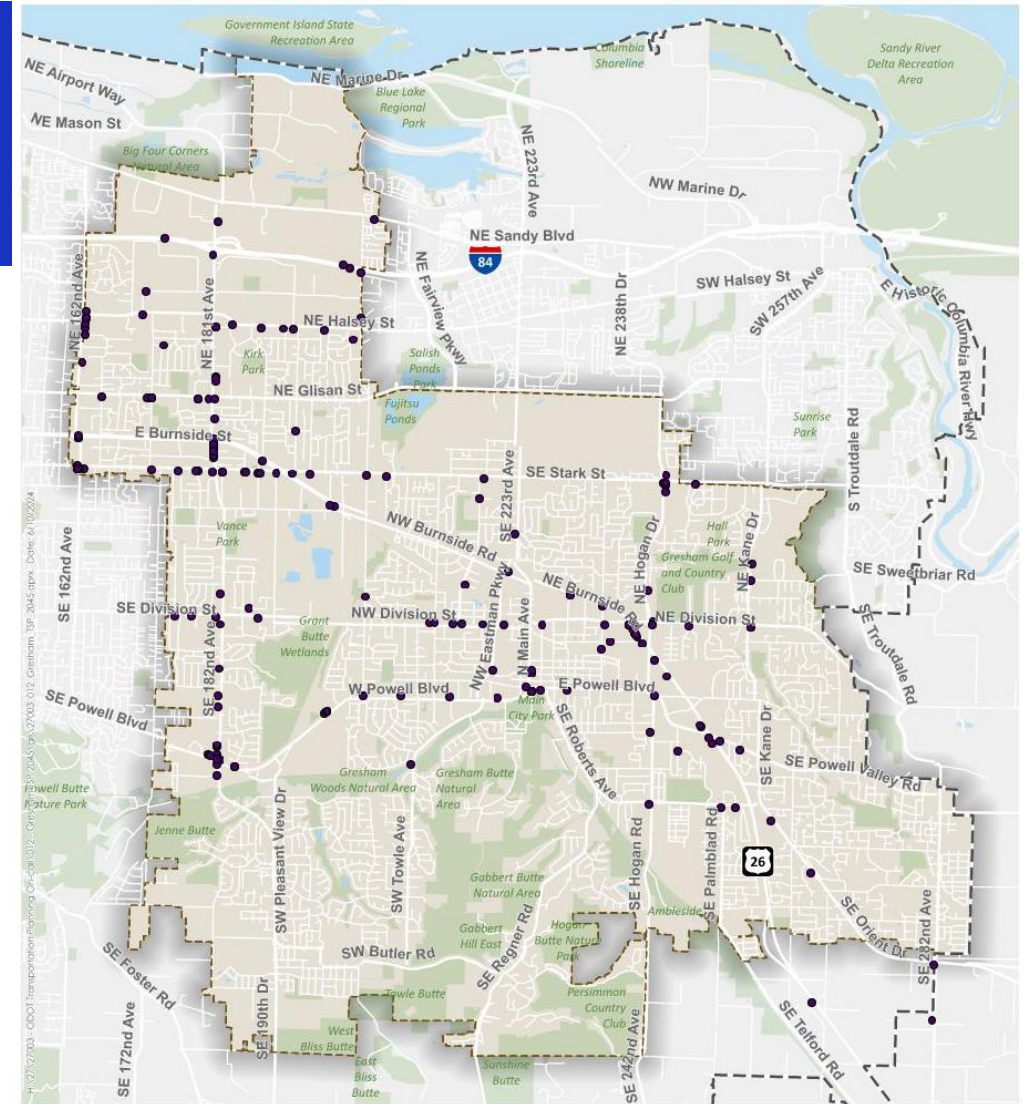 Government Island State
Recreation Area
Columbia
Shoreline
Sandy River
Delta Recreation
Area
NE Airport Way
NE Marine Dr
Blue Lake
Regional
Park
NE Mason St
Big Four Corners
Natural Area
NE 223rd Ave
NW Marine Dr
NE Sandy Blvd
84
NE 162nd Ave
NE 181st Ave
NE Fairview Pkwy
NE 238th Dr
SW Halsey St
SW 257th Ave
E Historic Columbia River Hwy
NE Halsey St
Kirk
Park
Salish
Ponds
Park
NE Glisan St
Fujitsu
Ponds
Sunrise
Park
S Troutdale Rd
E Burnside St
SE Stark St
SE 223rd Ave
Vance
Park
NW Burnside Rd
NE Hogan Dr
Hall
Park
NE Kane Dr
Gresham Golf
and Country
Club
SE 162nd Ave
SE Sweetbriar Rd
SE Division St
NW Division St
NE Burnside Rd
NE Division St
SE Troutdale Rd
Grant
Butte
Wetlands
SE 182nd Ave
NW Eastman Pkwy
N Main Ave
SE Powell Blvd
W Powell Blvd
E Powell Blvd
Main
City Park
SE Roberts Ave
SE Kane Dr
SE Powell Valley Rd
Powell Butte
Nature Park
Gresham
Woods Natural Area
Gresham Butte
Natural
Area
Jenne Butte
SW Pleasant View Dr
SW Towle Ave
SE Hogan Rd
SE Palmblad Rd
26
Gabbert Butte
Natural Area
Ambleside
SE Orient Dr
SE 282nd Ave
Gabbert
Hill East
SE Regner Rd
Hogan
Butte Nature
Park
SW Butler Rd
SE Foster Rd
Towle Butte
Persimmon
Country
Club
SE 172nd Ave
SE 190th Dr
West
Bliss Butte
East
Bliss
Butte
Sunshine
Butte
SE 242nd Ave
SE Telford Rd